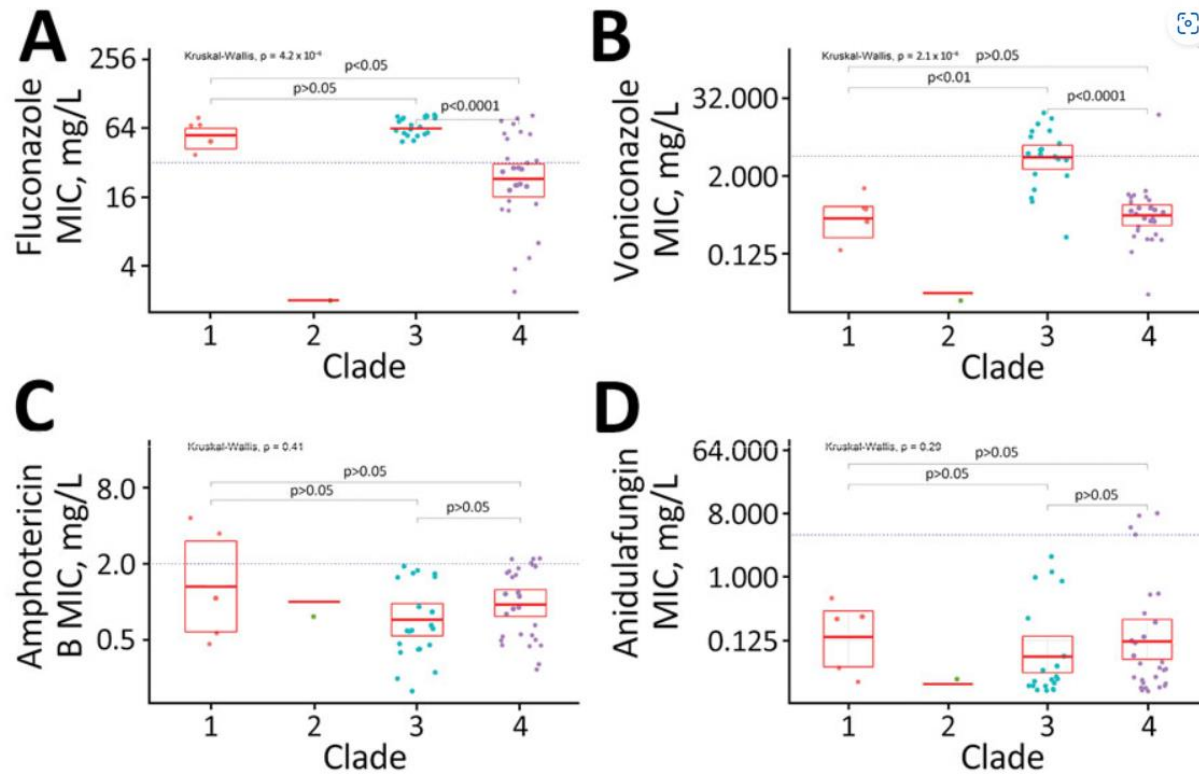 A
Kruskal-Wallis, p = 4.2 x 10⁻⁶
p<0.05
p>0.05
p<0.0001
Fluconazole
MIC, mg/L
256
64
16
4
1 2 3 4
Clade
B
Kruskal-Wallis, p = 2.1 x 10⁻⁶
p>0.05
p<0.01
p<0.0001
Voniconazole
MIC, mg/L
32.000
2.000
0.125
1 2 3 4
Clade
C
Kruskal-Wallis, p = 0.41
p>0.05
p>0.05
p>0.05
Amphotericin
B MIC, mg/L
8.0
2.0
0.5
1 2 3 4
Clade
D
Kruskal-Wallis, p = 0.20
p>0.05
p>0.05
p>0.05
Anidulafungin
MIC, mg/L
64.000
8.000
1.000
0.125
1 2 3 4
Clade